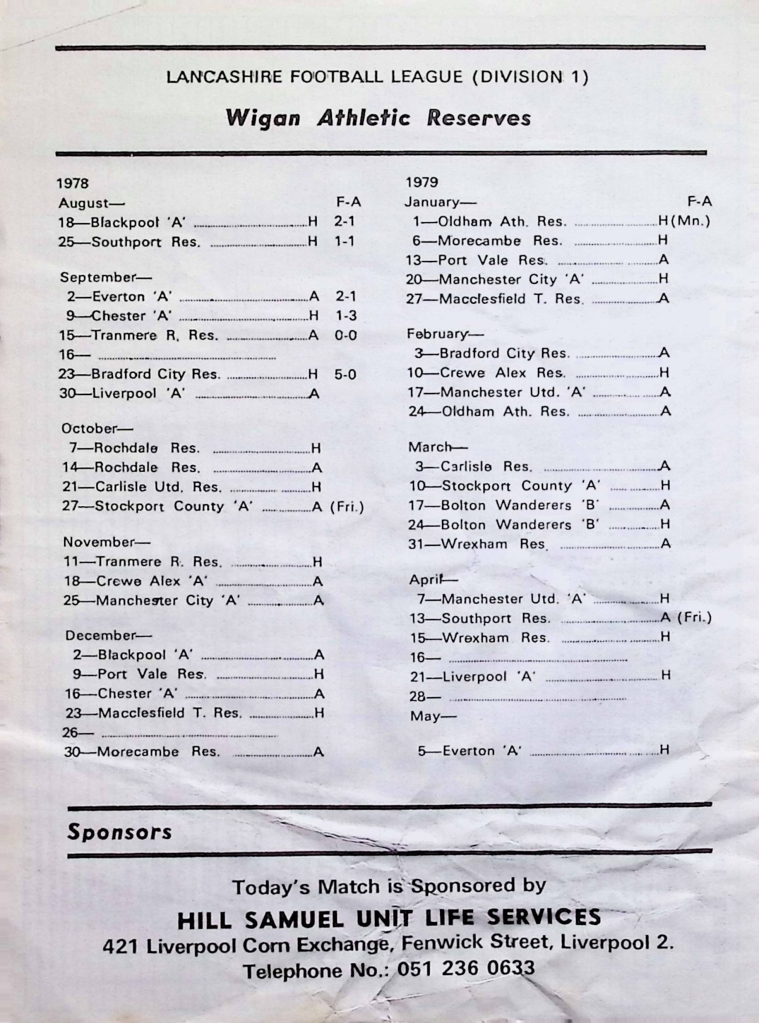 LANCASHIRE FOOTBALL LEAGUE (DIVISION 1)
Wigan Athletic Reserves
1978
August— F-A
18—Blackpool 'A' ........ H 2-1
25—Southport Res. ........ H 1-1
September—
2—Everton 'A' ........ A 2-1
9—Chester 'A' ........ H 1-3
15—Tranmere R. Res. ........ A 0-0
16— ........
23—Bradford City Res. ........ H 5-0
30—Liverpool 'A' ........ A
October—
7—Rochdale Res. ........ H
14—Rochdale Res. ........ A
21—Carlisle Utd. Res. ........ H
27—Stockport County 'A' ........ A (Fri.)
November—
11—Tranmere R. Res. ........ H
18—Crewe Alex 'A' ........ A
25—Manchester City 'A' ........ A
December—
2—Blackpool 'A' ........ A
9—Port Vale Res. ........ H
16—Chester 'A' ........ A
23—Macclesfield T. Res. ........ H
26— ........
30—Morecambe Res. ........ A
1979
January— F-A
1—Oldham Ath. Res. ........ H (Mn.)
6—Morecambe Res. ........ H
13—Port Vale Res. ........ A
20—Manchester City 'A' ........ H
27—Macclesfield T. Res. ........ A
February—
3—Bradford City Res. ........ A
10—Crewe Alex Res. ........ H
17—Manchester Utd. 'A' ........ A
24—Oldham Ath. Res. ........ A
March—
3—Carlisle Res. ........ A
10—Stockport County 'A' ........ H
17—Bolton Wanderers 'B' ........ A
24—Bolton Wanderers 'B' ........ H
31—Wrexham Res. ........ A
April—
7—Manchester Utd. 'A' ........ H
13—Southport Res. ........ A (Fri.)
15—Wrexham Res. ........ H
16— ........
21—Liverpool 'A' ........ H
28— ........
May—
5—Everton 'A' ........ H
Sponsors
Today's Match is Sponsored by
HILL SAMUEL UNIT LIFE SERVICES
421 Liverpool Corn Exchange, Fenwick Street, Liverpool 2.
Telephone No.: 051 236 0633